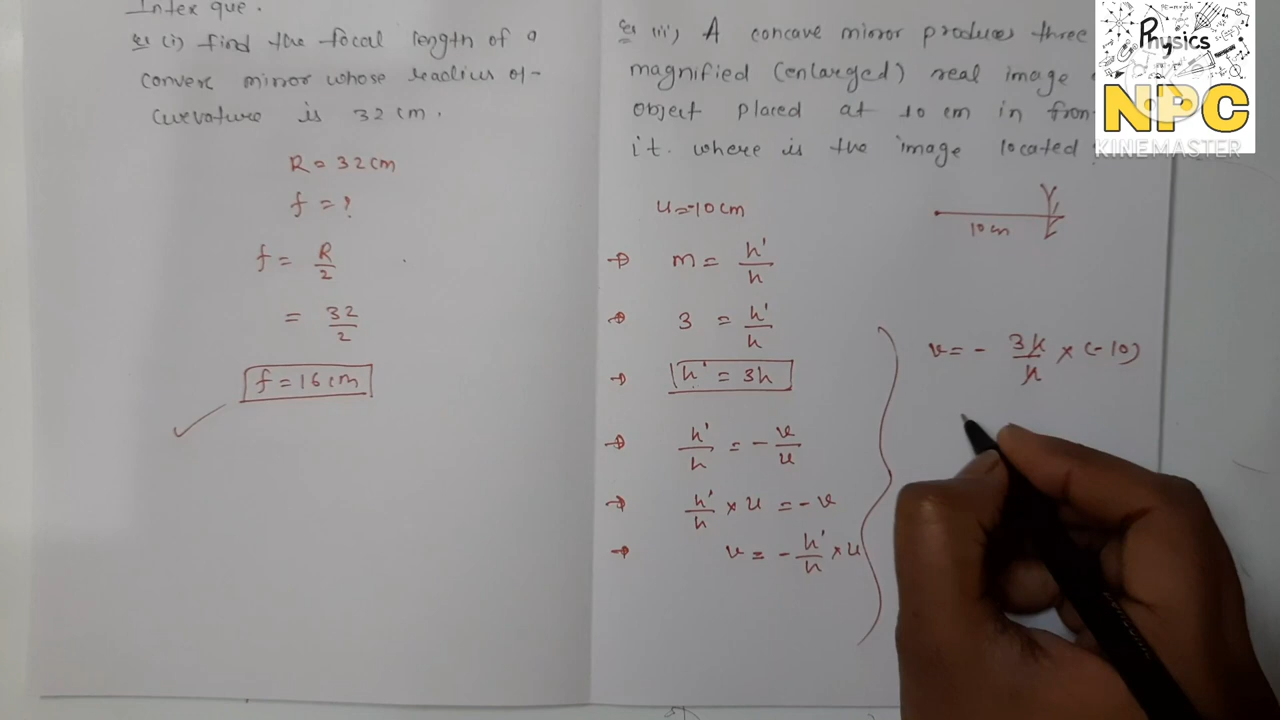 Intex que.
Q (i) find the focal length of a
convex mirror whose radius of-
curvature is 32 cm.
R = 32 cm
f = ?
f = R/2
= 32/2
f = 16 cm
Q (ii) A concave mirror produces three
magnified (enlarged) real image
object placed at 10 cm in fron
it. where is the image located
u = -10 cm
10 cm
→ m = h'/h
→ 3 = h'/h
→ h' = 3h
→ h'/h = - v/u
→ h'/h × u = - v
→ v = - h'/h × u
v = - 3h/h × (-10)
Physics
NPC
KINEMASTER